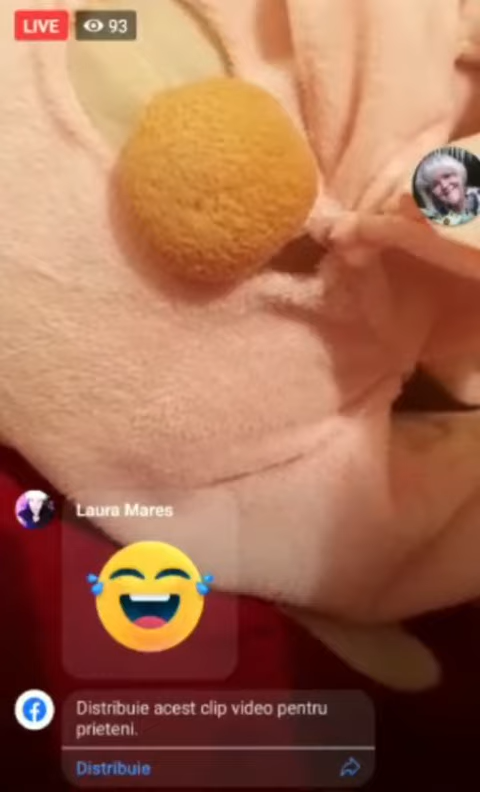 LIVE 93
Laura Mares
Distribuie acest clip video pentru
prieteni.
Distribuie